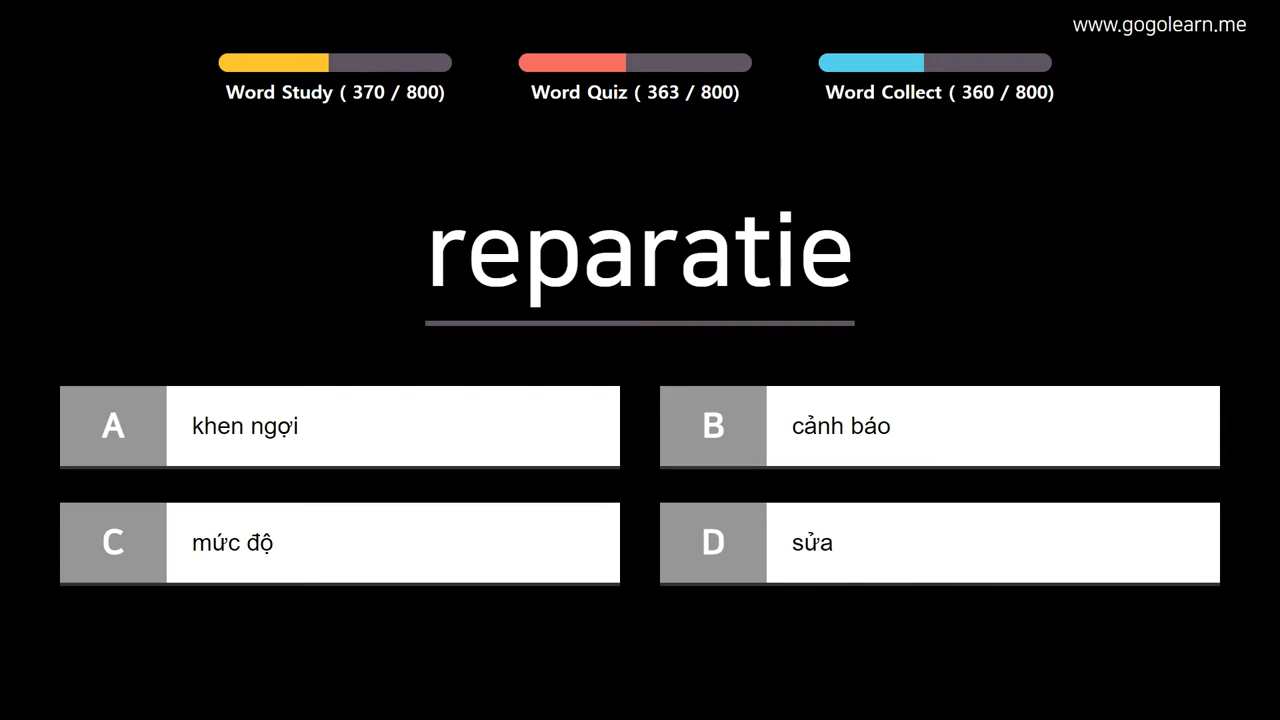 www.gogolearn.me
Word Study ( 370 / 800)
Word Quiz ( 363 / 800)
Word Collect ( 360 / 800)
reparatie
A khen ngợi
B cảnh báo
C mức độ
D sửa